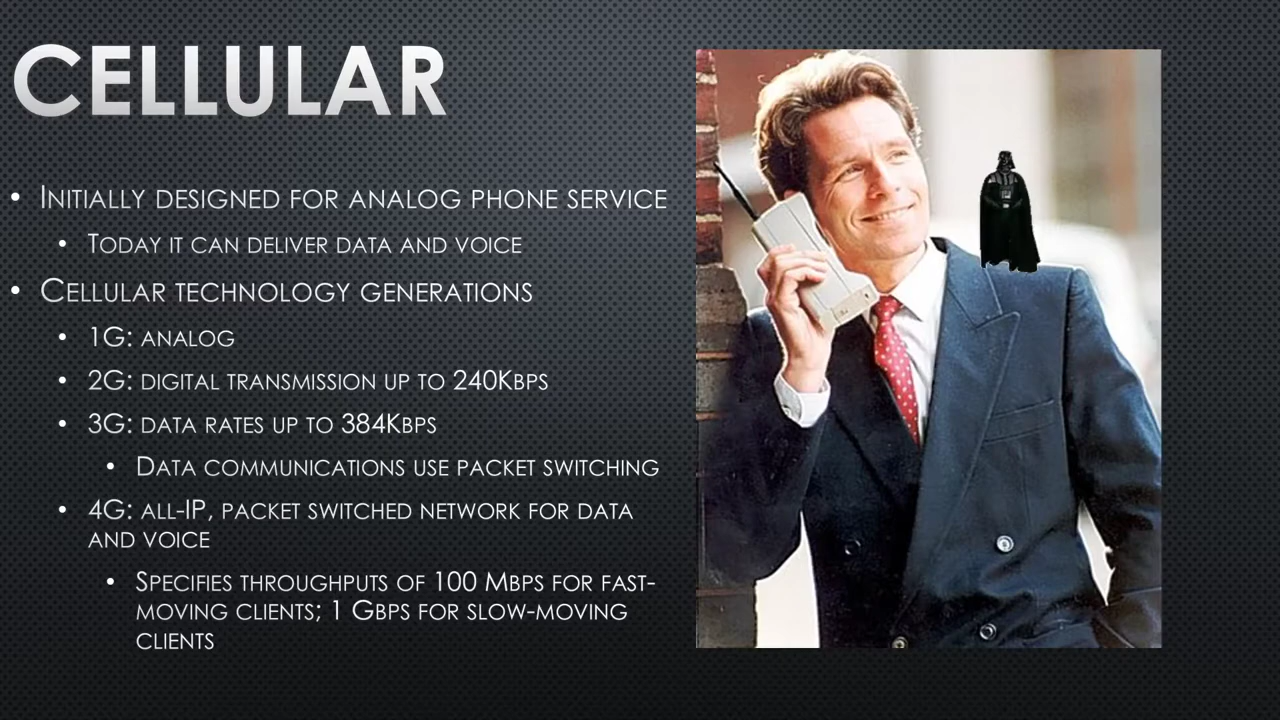 CELLULAR
• INITIALLY DESIGNED FOR ANALOG PHONE SERVICE
• TODAY IT CAN DELIVER DATA AND VOICE
• CELLULAR TECHNOLOGY GENERATIONS
• 1G: ANALOG
• 2G: DIGITAL TRANSMISSION UP TO 240KBPS
• 3G: DATA RATES UP TO 384KBPS
• DATA COMMUNICATIONS USE PACKET SWITCHING
• 4G: ALL-IP, PACKET SWITCHED NETWORK FOR DATA
AND VOICE
• SPECIFIES THROUGHPUTS OF 100 MBPS FOR FAST-
MOVING CLIENTS; 1 GBPS FOR SLOW-MOVING
CLIENTS